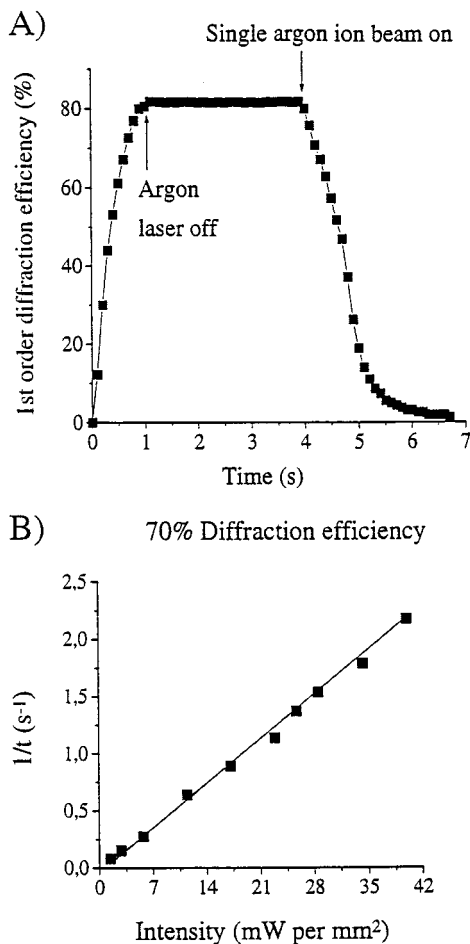 A)
Single argon ion beam on
1st order diffraction efficiency (%)
80
60
40
20
0
Argon
laser off
0 1 2 3 4 5 6 7
Time (s)
B)
70% Diffraction efficiency
1/t (s⁻¹)
2,5
2,0
1,5
1,0
0,5
0,0
0 7 14 21 28 35 42
Intensity (mW per mm²)